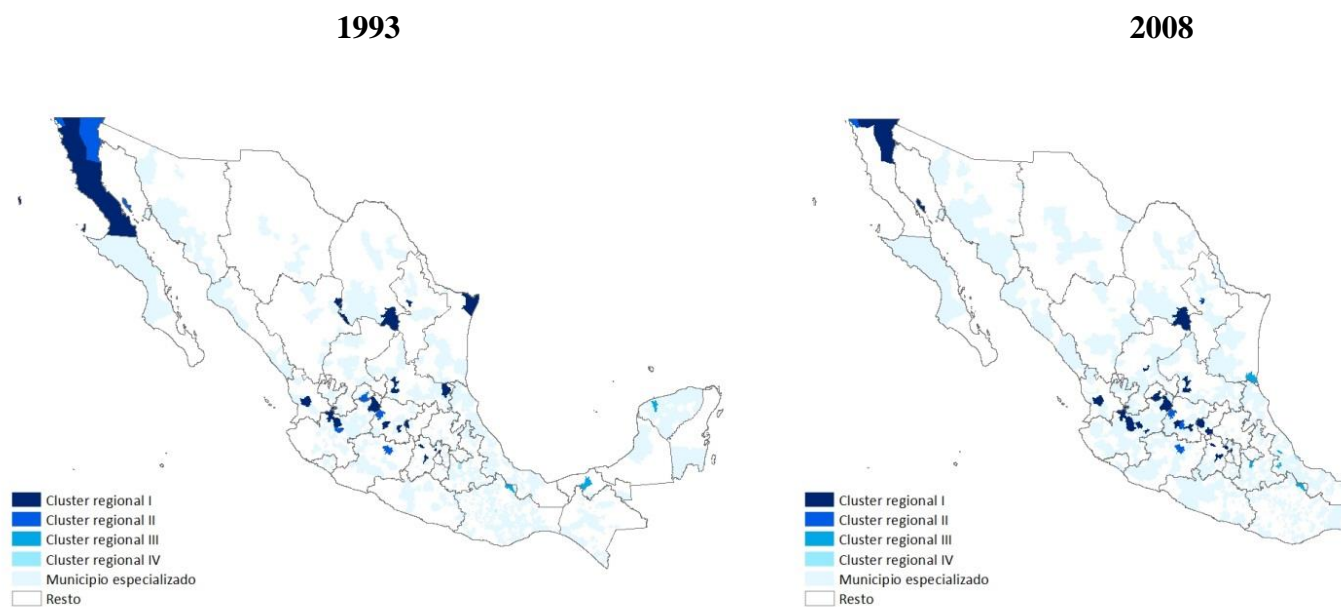 1993
2008
Cluster regional I
Cluster regional II
Cluster regional III
Cluster regional IV
Municipio especializado
Resto
Cluster regional I
Cluster regional II
Cluster regional III
Cluster regional IV
Municipio especializado
Resto